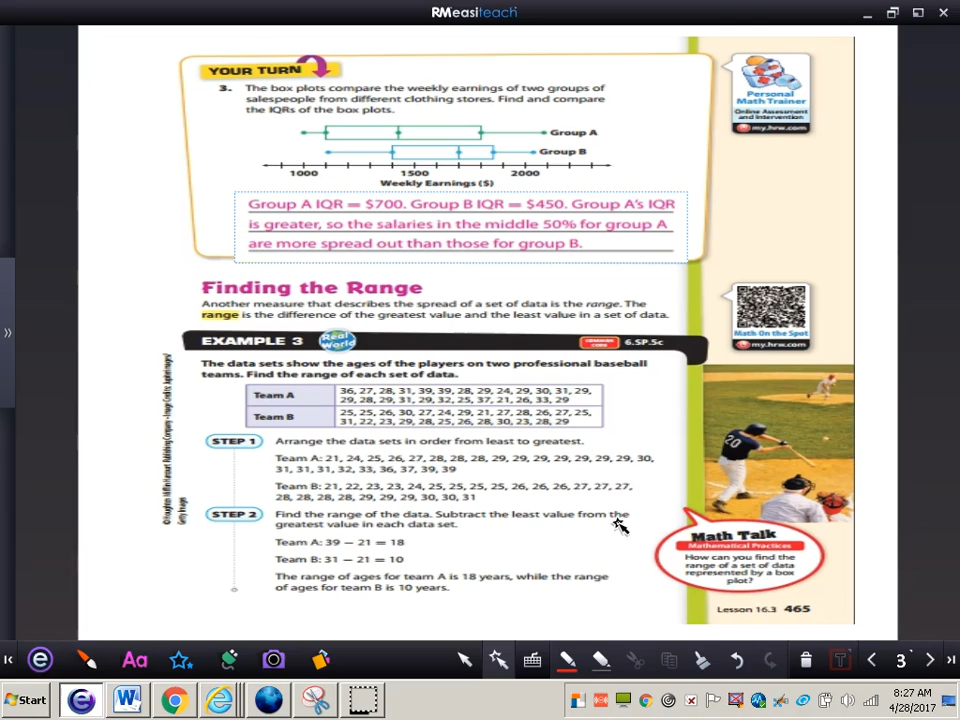 RMeasiteach
YOUR TURN
3. The box plots compare the weekly earnings of two groups of
salespeople from different clothing stores. Find and compare
the IQRs of the box plots.
Group A
Group B
1000 1500 2000
Weekly Earnings ($)
Group A IQR = $700. Group B IQR = $450. Group A's IQR
is greater, so the salaries in the middle 50% for group A
are more spread out than those for group B.
Personal
Math Trainer
Online Assessment
and Intervention
my.hrw.com
Finding the Range
Another measure that describes the spread of a set of data is the range. The
range is the difference of the greatest value and the least value in a set of data.
Math On the Spot
my.hrw.com
EXAMPLE 3
Real
World
COMMON
CORE
6.SP.5c
The data sets show the ages of the players on two professional baseball
teams. Find the range of each set of data.
Team A
36, 27, 28, 31, 39, 39, 28, 29, 24, 29, 30, 31, 29,
29, 28, 29, 31, 29, 32, 25, 37, 21, 26, 33, 29
Team B
25, 25, 26, 30, 27, 24, 29, 21, 27, 28, 26, 27, 25,
31, 22, 23, 29, 28, 25, 26, 28, 30, 23, 28, 29
STEP 1 Arrange the data sets in order from least to greatest.
Team A: 21, 24, 25, 26, 27, 28, 28, 28, 29, 29, 29, 29, 29, 29, 29, 30,
31, 31, 31, 32, 33, 36, 37, 39, 39
Team B: 21, 22, 23, 23, 24, 25, 25, 25, 25, 26, 26, 26, 27, 27, 27,
28, 28, 28, 28, 29, 29, 29, 30, 30, 31
STEP 2 Find the range of the data. Subtract the least value from the
greatest value in each data set.
Team A: 39 − 21 = 18
Team B: 31 − 21 = 10
The range of ages for team A is 18 years, while the range
of ages for team B is 10 years.
20
Math Talk
Mathematical Practices
How can you find the
range of a set of data
represented by a box
plot?
Lesson 16.3 465
Getty Images
Aa
3
Start
8:27 AM
4/28/2017